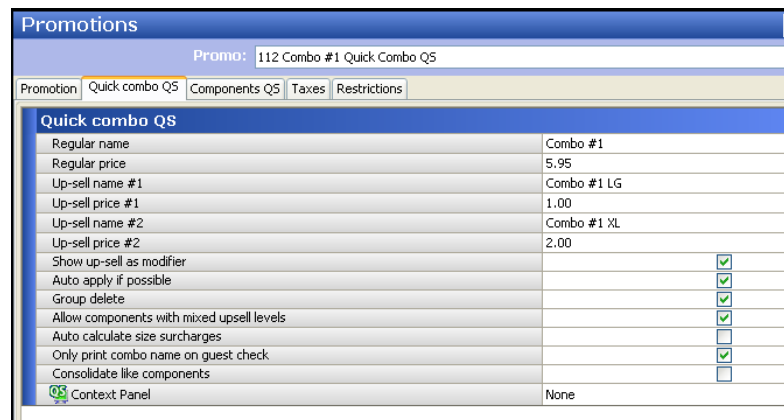 Promotions
Promo: 112 Combo #1 Quick Combo QS
Promotion Quick combo QS Components QS Taxes Restrictions
Quick combo QS
Regular name Combo #1
Regular price 5.95
Up-sell name #1 Combo #1 LG
Up-sell price #1 1.00
Up-sell name #2 Combo #1 XL
Up-sell price #2 2.00
Show up-sell as modifier
Auto apply if possible
Group delete
Allow components with mixed upsell levels
Auto calculate size surcharges
Only print combo name on guest check
Consolidate like components
QS Context Panel None